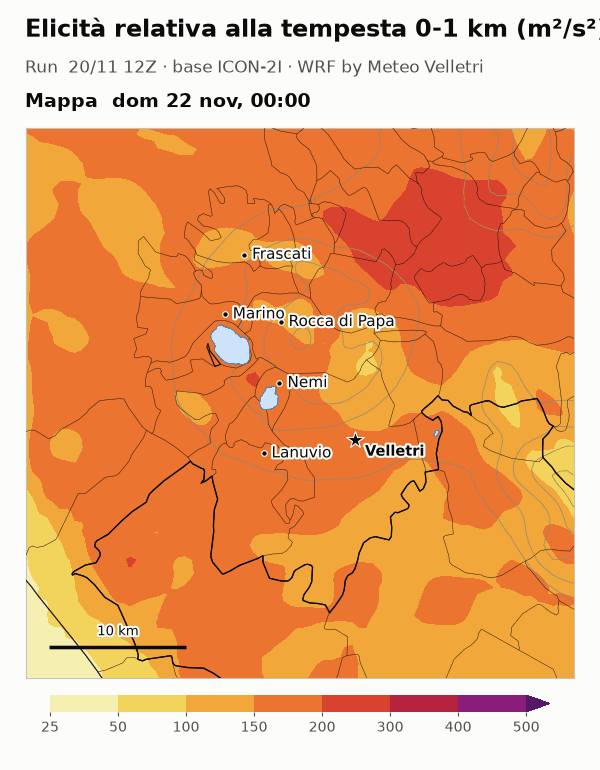 Elicità relativa alla tempesta 0-1 km (m²/s²)
Run 20/11 12Z · base ICON-2I · WRF by Meteo Velletri
Mappa dom 22 nov, 00:00
Frascati
Marino
Rocca di Papa
Nemi
Velletri
Lanuvio
10 km
25 50 100 150 200 300 400 500